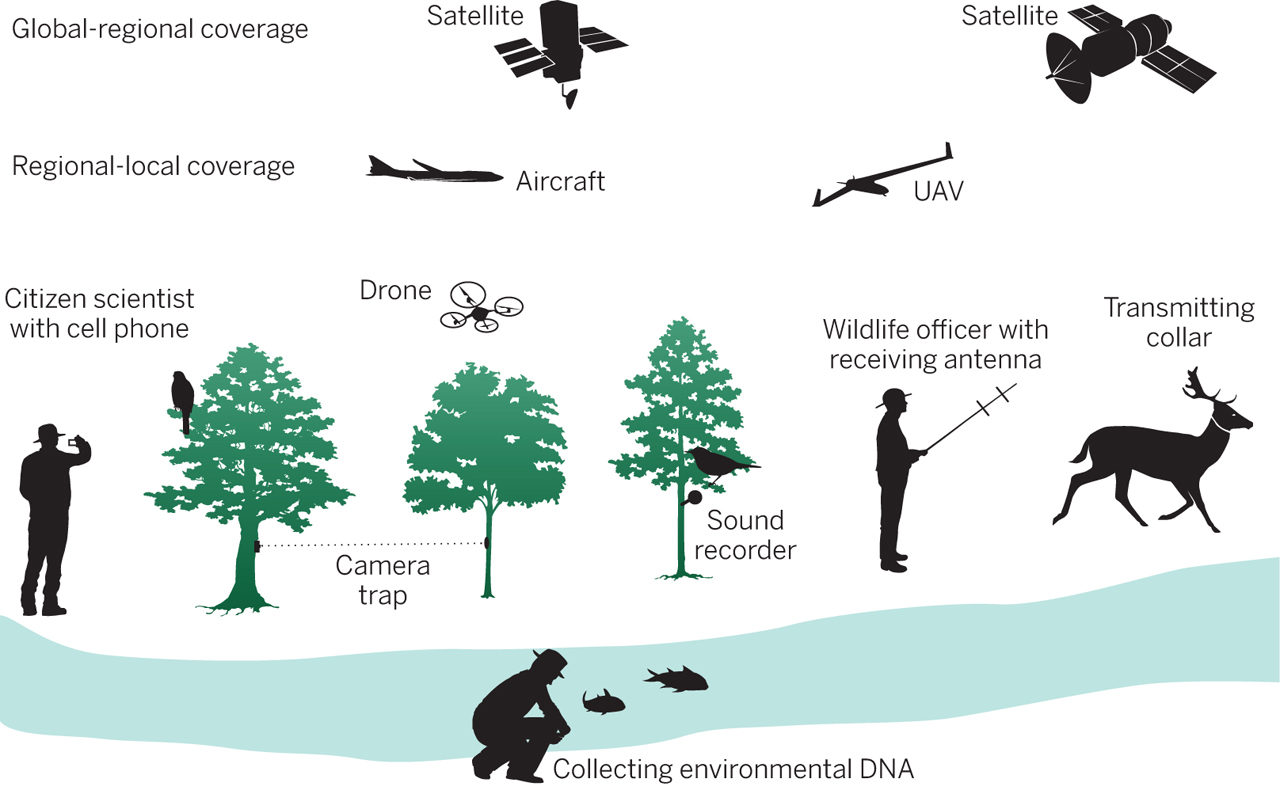 Global-regional coverage
Satellite
Satellite
Regional-local coverage
Aircraft
UAV
Citizen scientist
with cell phone
Drone
Wildlife officer with
receiving antenna
Transmitting
collar
Camera
trap
Sound
recorder
Collecting environmental DNA